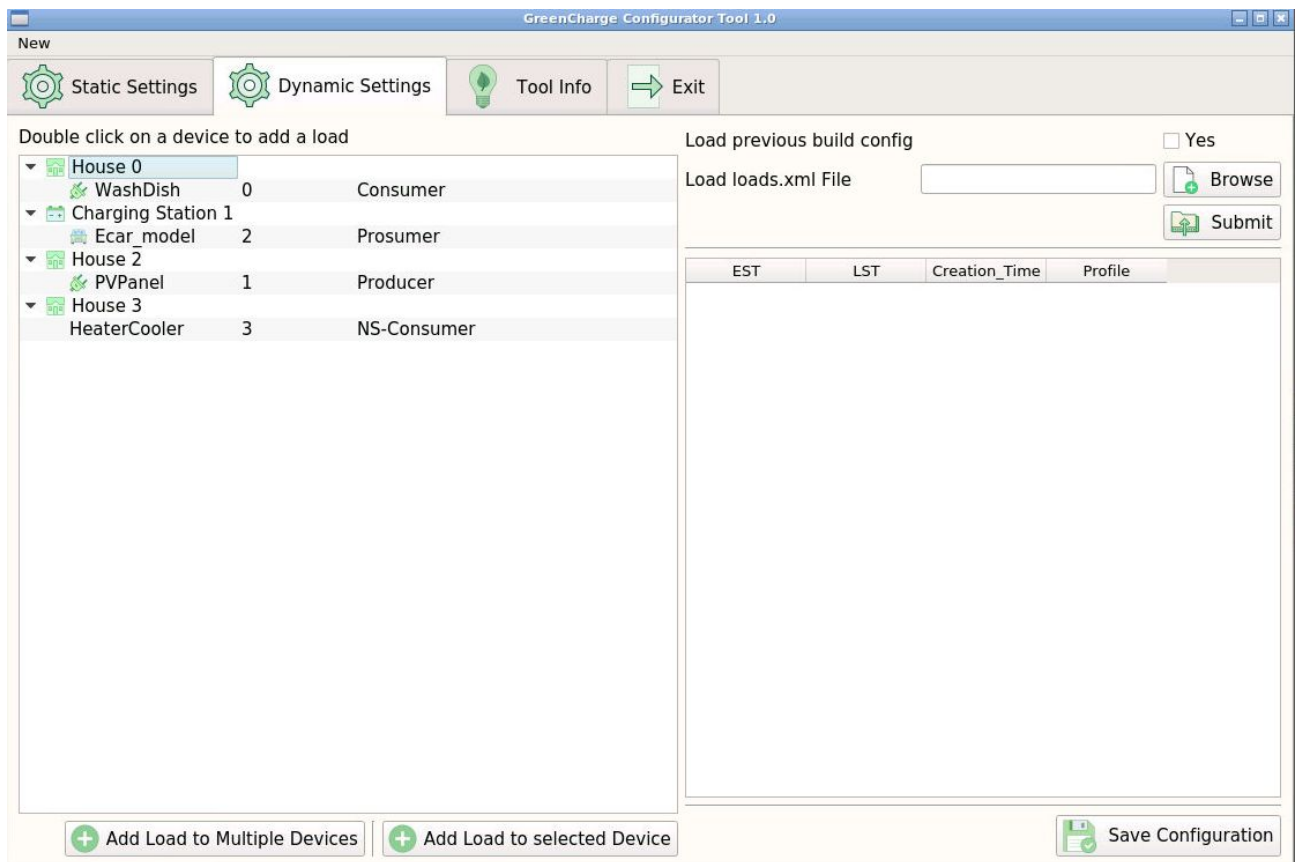 GreenCharge Configurator Tool 1.0
New
Static Settings Dynamic Settings Tool Info Exit
Double click on a device to add a load
House 0
WashDish 0 Consumer
Charging Station 1
Ecar_model 2 Prosumer
House 2
PVPanel 1 Producer
House 3
HeaterCooler 3 NS-Consumer
Add Load to Multiple Devices Add Load to selected Device
Load previous build config Yes
Load loads.xml File Browse
Submit
EST LST Creation_Time Profile
Save Configuration